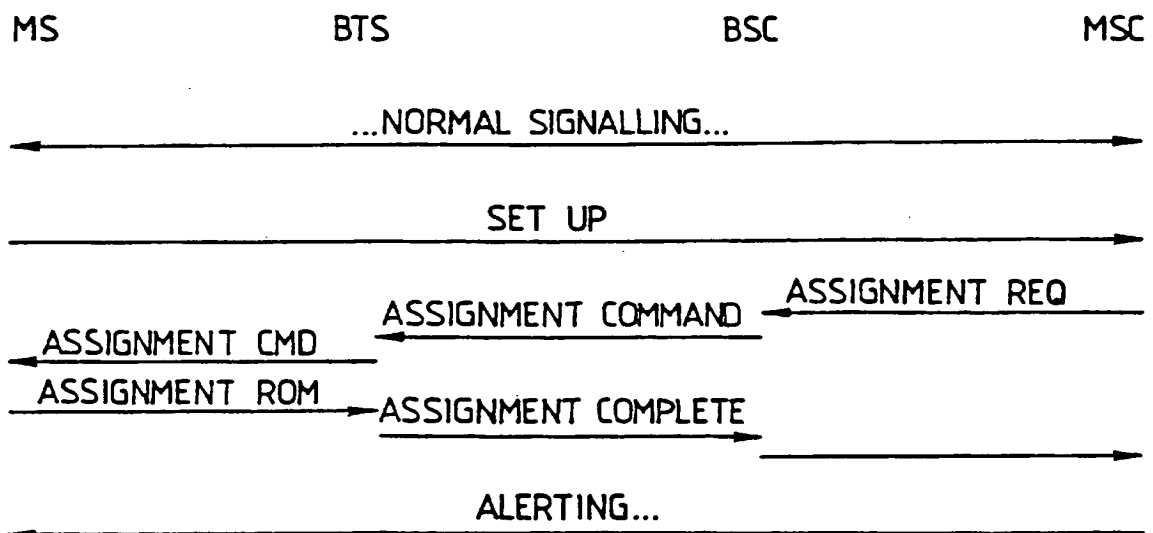 MS BTS BSC MSC
...NORMAL SIGNALLING...
SET UP
ASSIGNMENT REQ
ASSIGNMENT COMMAND
ASSIGNMENT CMD
ASSIGNMENT ROM
ASSIGNMENT COMPLETE
ALERTING...